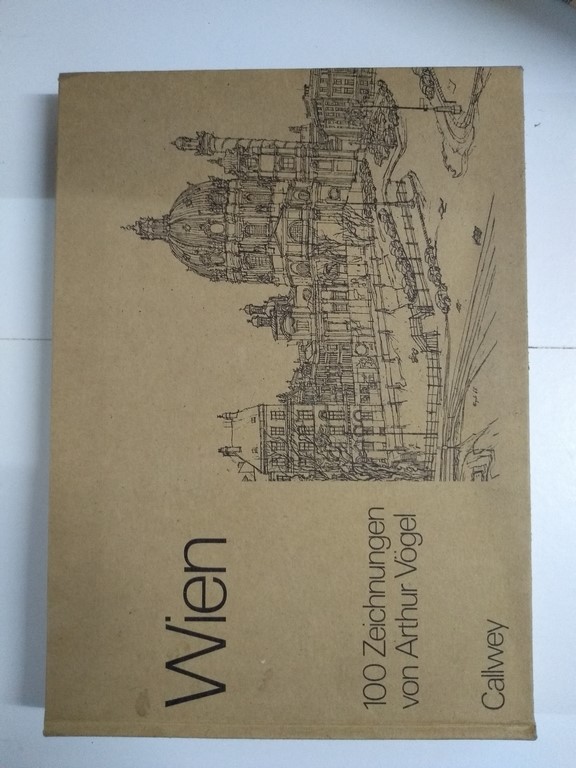 Wien
100 Zeichnungen
von Arthur Vögel
Callwey